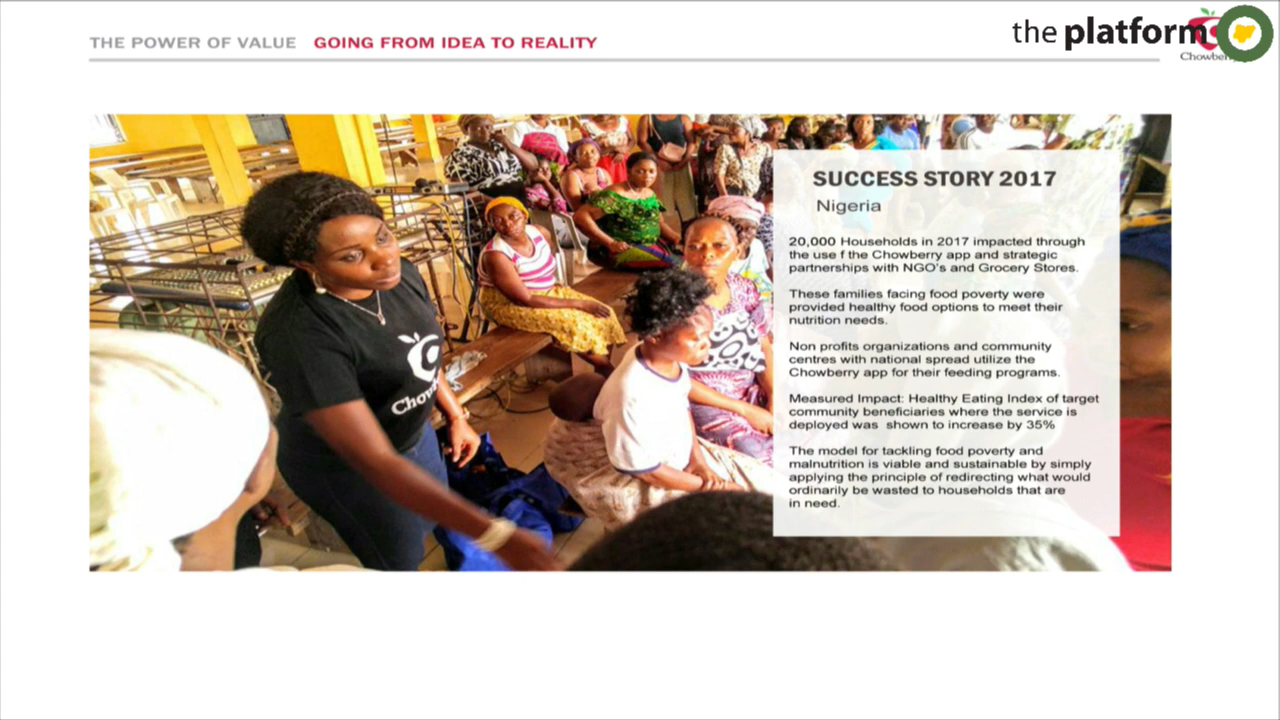 THE POWER OF VALUE GOING FROM IDEA TO REALITY
the platform
Chowber
SUCCESS STORY 2017
Nigeria
20,000 Households in 2017 impacted through
the use f the Chowberry app and strategic
partnerships with NGO's and Grocery Stores.
These families facing food poverty were
provided healthy food options to meet their
nutrition needs.
Non profits organizations and community
centres with national spread utilize the
Chowberry app for their feeding programs.
Measured Impact: Healthy Eating Index of target
community beneficiaries where the service is
deployed was shown to increase by 35%
The model for tackling food poverty and
malnutrition is viable and sustainable by simply
applying the principle of redirecting what would
ordinarily be wasted to households that are
in need.
Chow